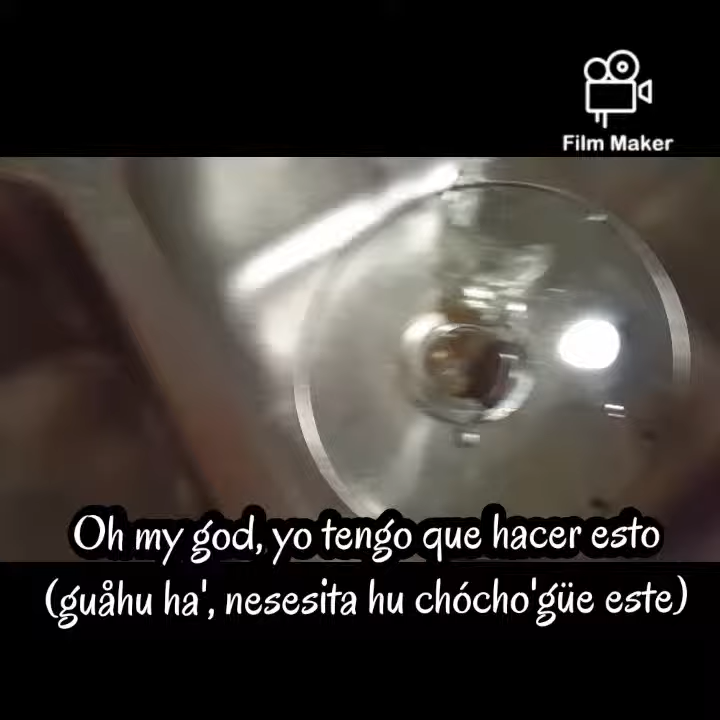 Film Maker
Oh my god, yo tengo que hacer esto
(guåhu ha', nesesita hu chócho'güe este)